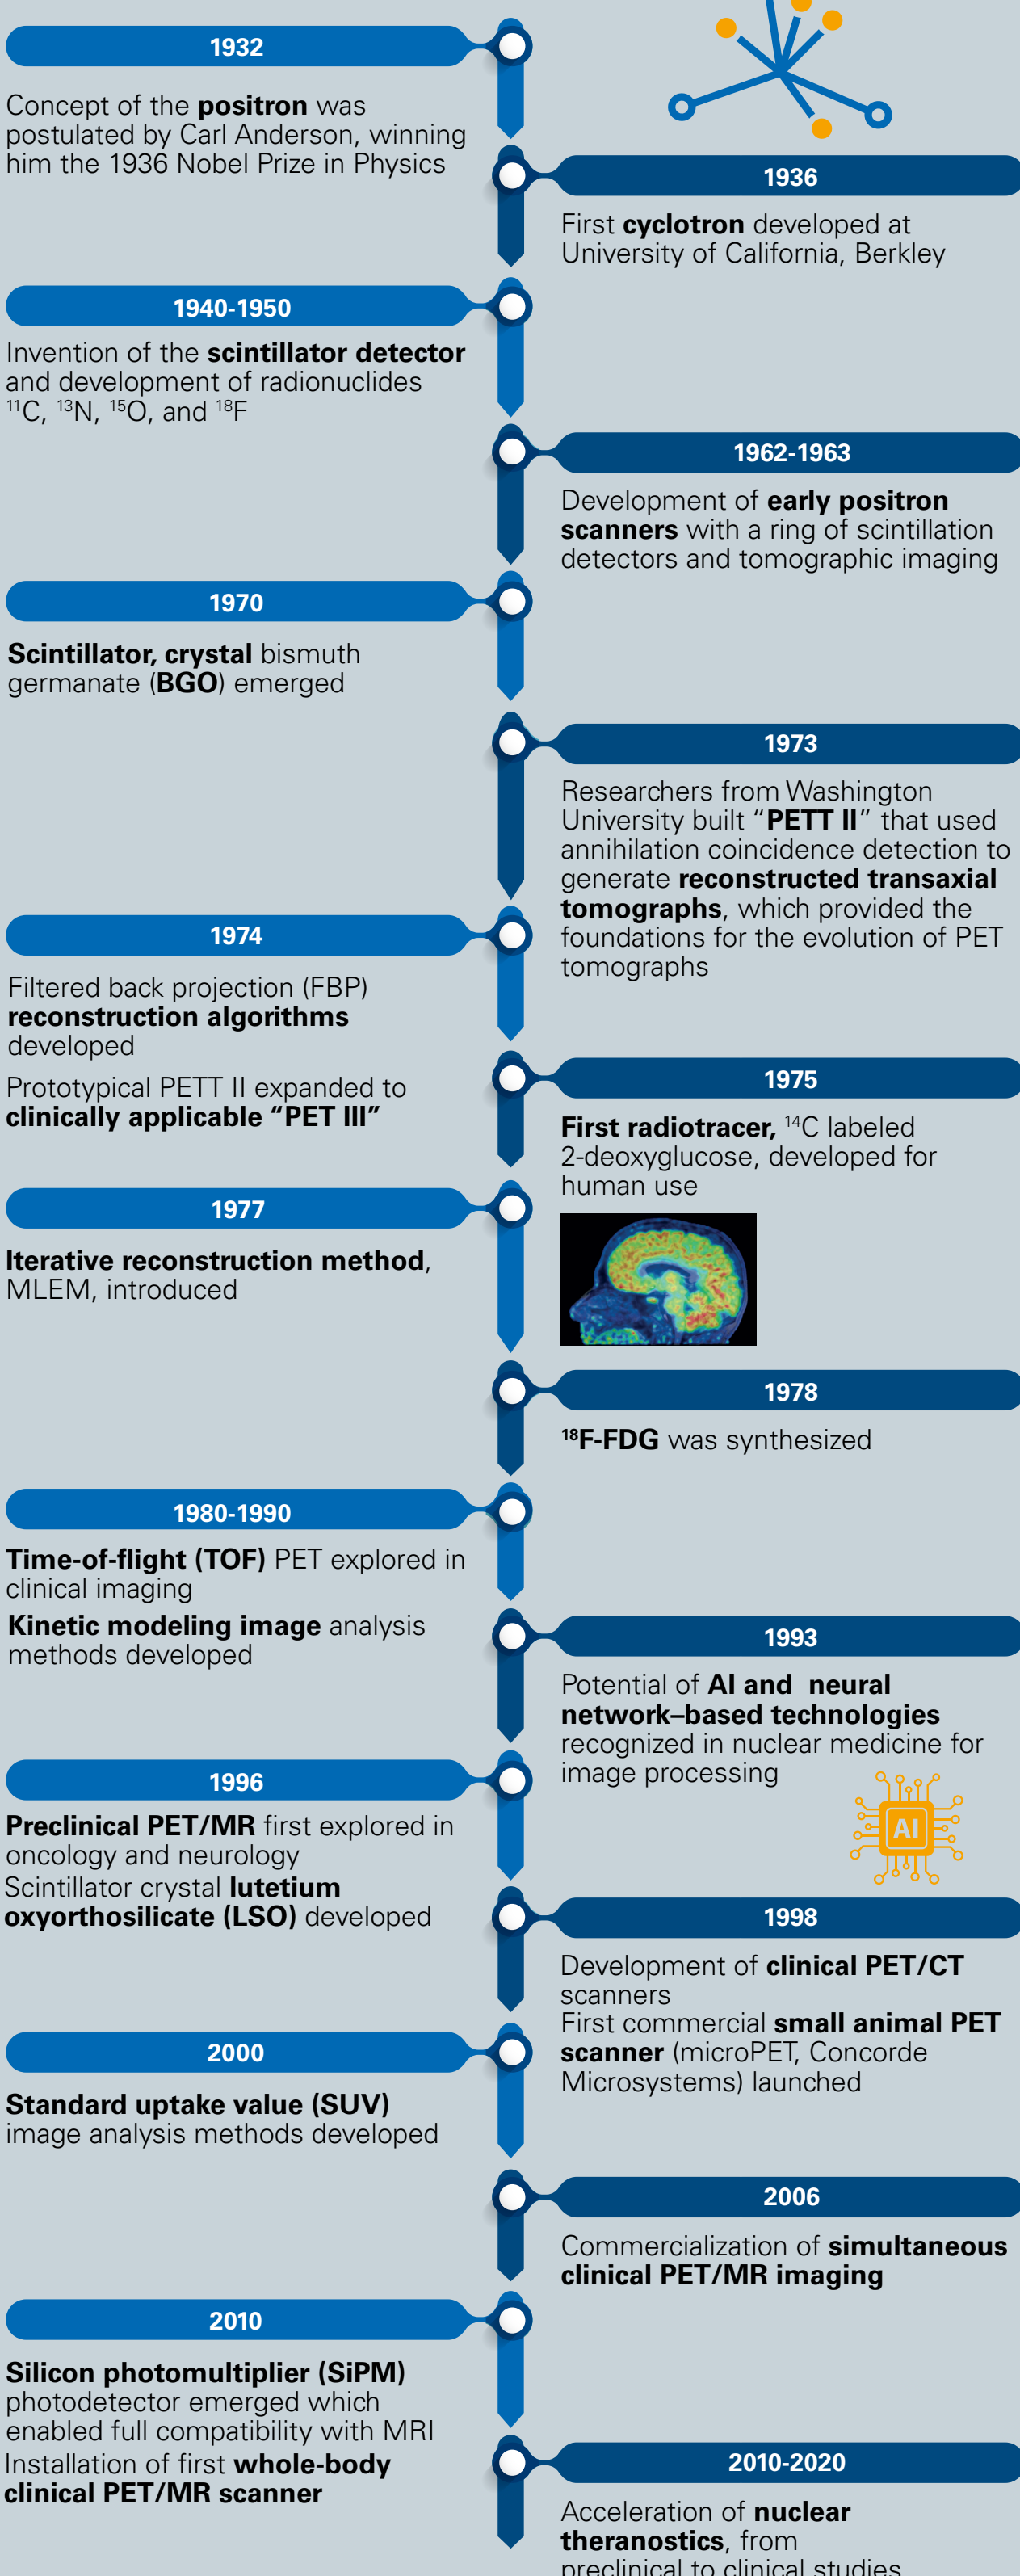 1932
Concept of the positron was
postulated by Carl Anderson, winning
him the 1936 Nobel Prize in Physics
1936
First cyclotron developed at
University of California, Berkley
1940-1950
Invention of the scintillator detector
and development of radionuclides
¹¹C, ¹³N, ¹⁵O, and ¹⁸F
1962-1963
Development of early positron
scanners with a ring of scintillation
detectors and tomographic imaging
1970
Scintillator, crystal bismuth
germanate (BGO) emerged
1973
Researchers from Washington
University built “PETT II” that used
annihilation coincidence detection to
generate reconstructed transaxial
tomographs, which provided the
foundations for the evolution of PET
tomographs
1974
Filtered back projection (FBP)
reconstruction algorithms
developed
Prototypical PETT II expanded to
clinically applicable “PET III”
1975
First radiotracer, ¹⁴C labeled
2-deoxyglucose, developed for
human use
1977
Iterative reconstruction method,
MLEM, introduced
1978
¹⁸F-FDG was synthesized
1980-1990
Time-of-flight (TOF) PET explored in
clinical imaging
Kinetic modeling image analysis
methods developed
1993
Potential of AI and neural
network–based technologies
recognized in nuclear medicine for
image processing
AI
1996
Preclinical PET/MR first explored in
oncology and neurology
Scintillator crystal lutetium
oxyorthosilicate (LSO) developed
1998
Development of clinical PET/CT
scanners
First commercial small animal PET
scanner (microPET, Concorde
Microsystems) launched
2000
Standard uptake value (SUV)
image analysis methods developed
2006
Commercialization of simultaneous
clinical PET/MR imaging
2010
Silicon photomultiplier (SiPM)
photodetector emerged which
enabled full compatibility with MRI
Installation of first whole-body
clinical PET/MR scanner
2010-2020
Acceleration of nuclear
theranostics, from
preclinical to clinical studies